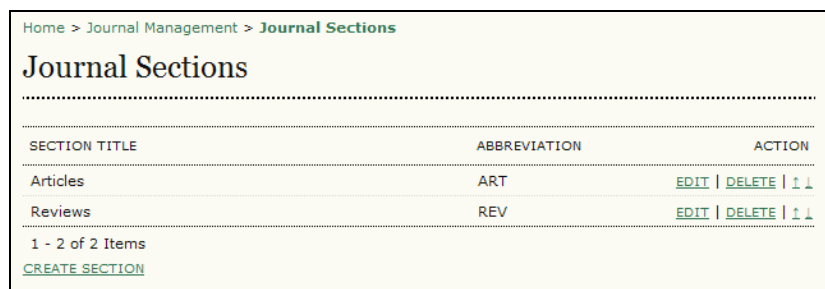 Home > Journal Management > Journal Sections
Journal Sections
SECTION TITLE ABBREVIATION ACTION
Articles ART EDIT | DELETE | ↑ ↓
Reviews REV EDIT | DELETE | ↑ ↓
1 - 2 of 2 Items
CREATE SECTION